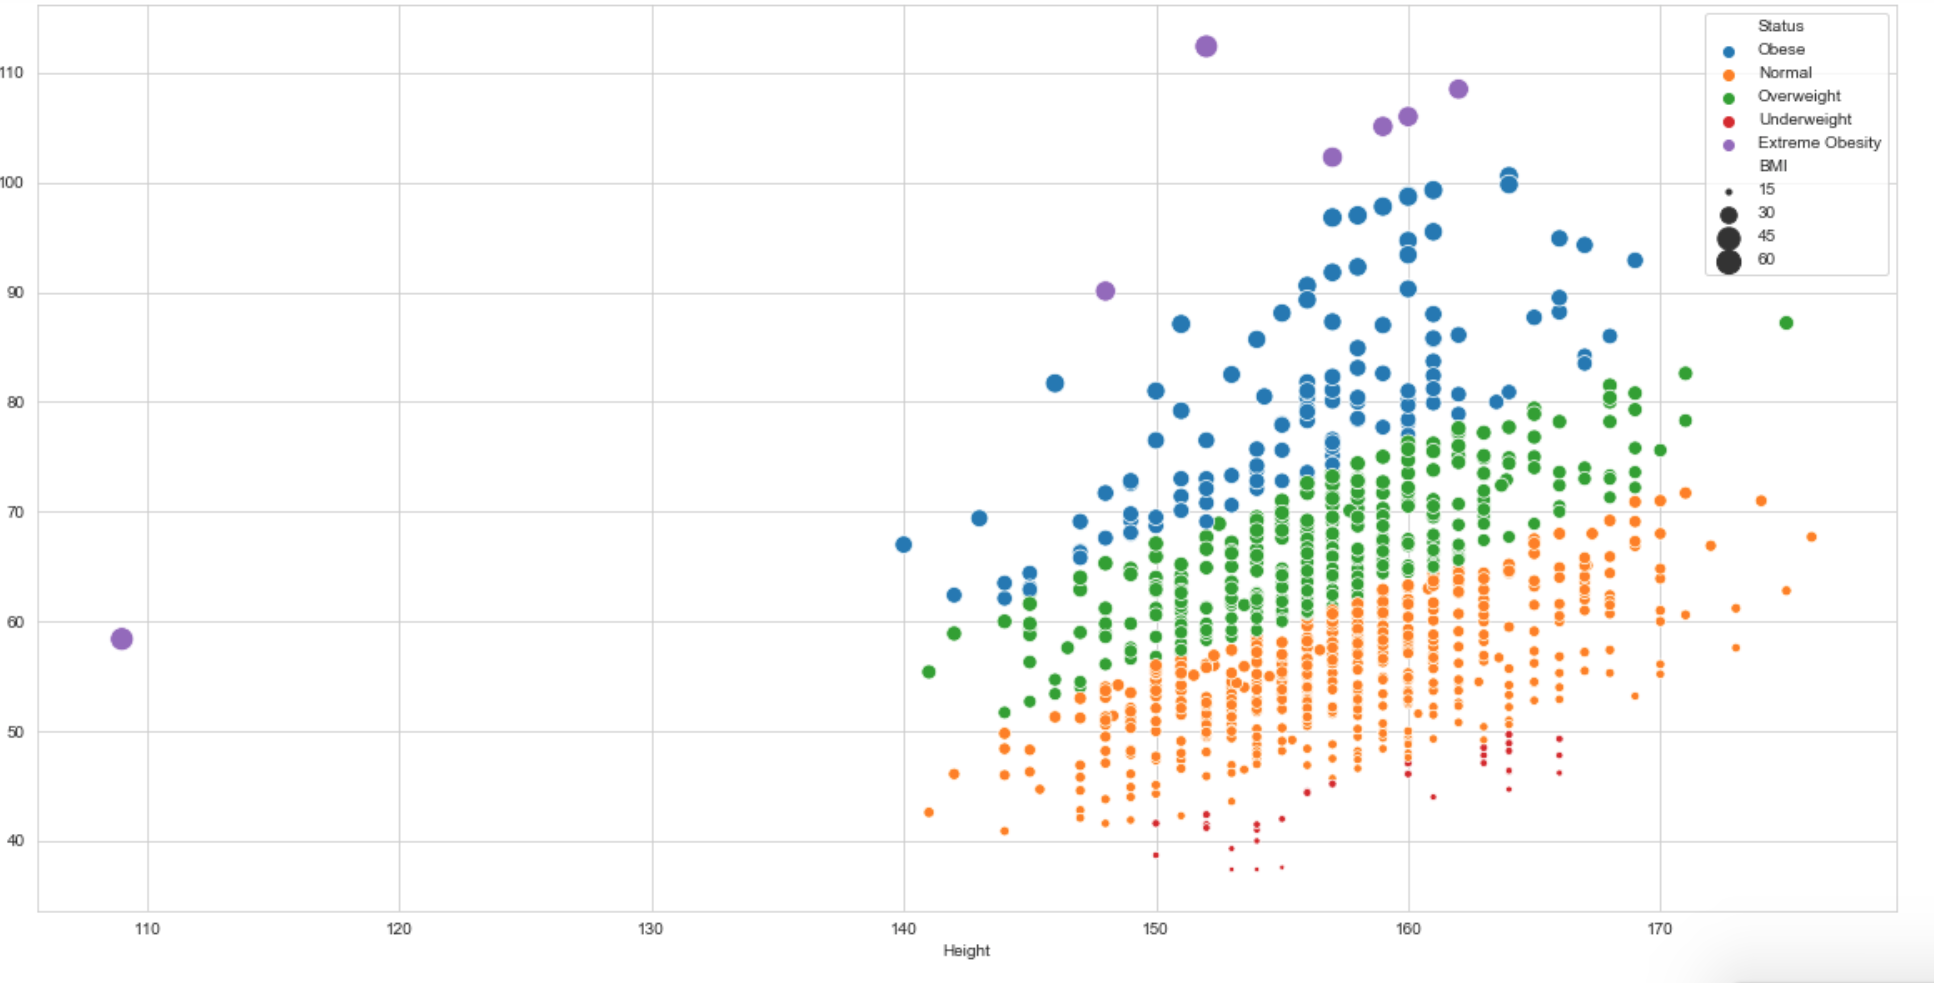 Status
Obese
Normal
Overweight
Underweight
Extreme Obesity
BMI
15
30
45
60
110
100
90
80
70
60
50
40
110 120 130 140 150 160 170
Height